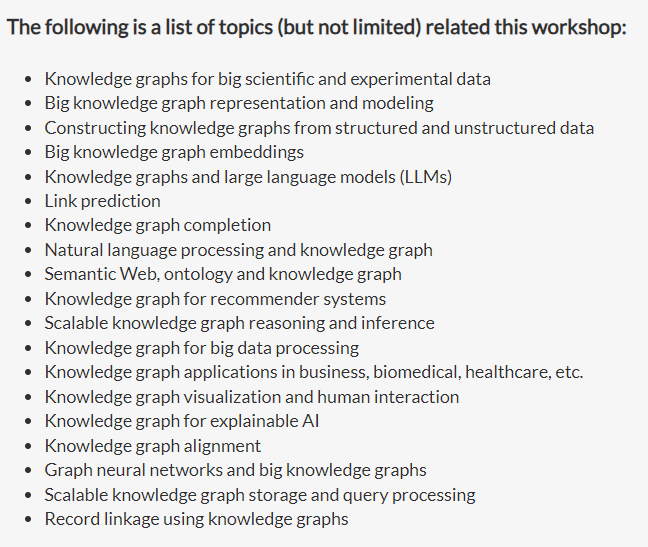 The following is a list of topics (but not limited) related this workshop:
• Knowledge graphs for big scientific and experimental data
• Big knowledge graph representation and modeling
• Constructing knowledge graphs from structured and unstructured data
• Big knowledge graph embeddings
• Knowledge graphs and large language models (LLMs)
• Link prediction
• Knowledge graph completion
• Natural language processing and knowledge graph
• Semantic Web, ontology and knowledge graph
• Knowledge graph for recommender systems
• Scalable knowledge graph reasoning and inference
• Knowledge graph for big data processing
• Knowledge graph applications in business, biomedical, healthcare, etc.
• Knowledge graph visualization and human interaction
• Knowledge graph for explainable AI
• Knowledge graph alignment
• Graph neural networks and big knowledge graphs
• Scalable knowledge graph storage and query processing
• Record linkage using knowledge graphs